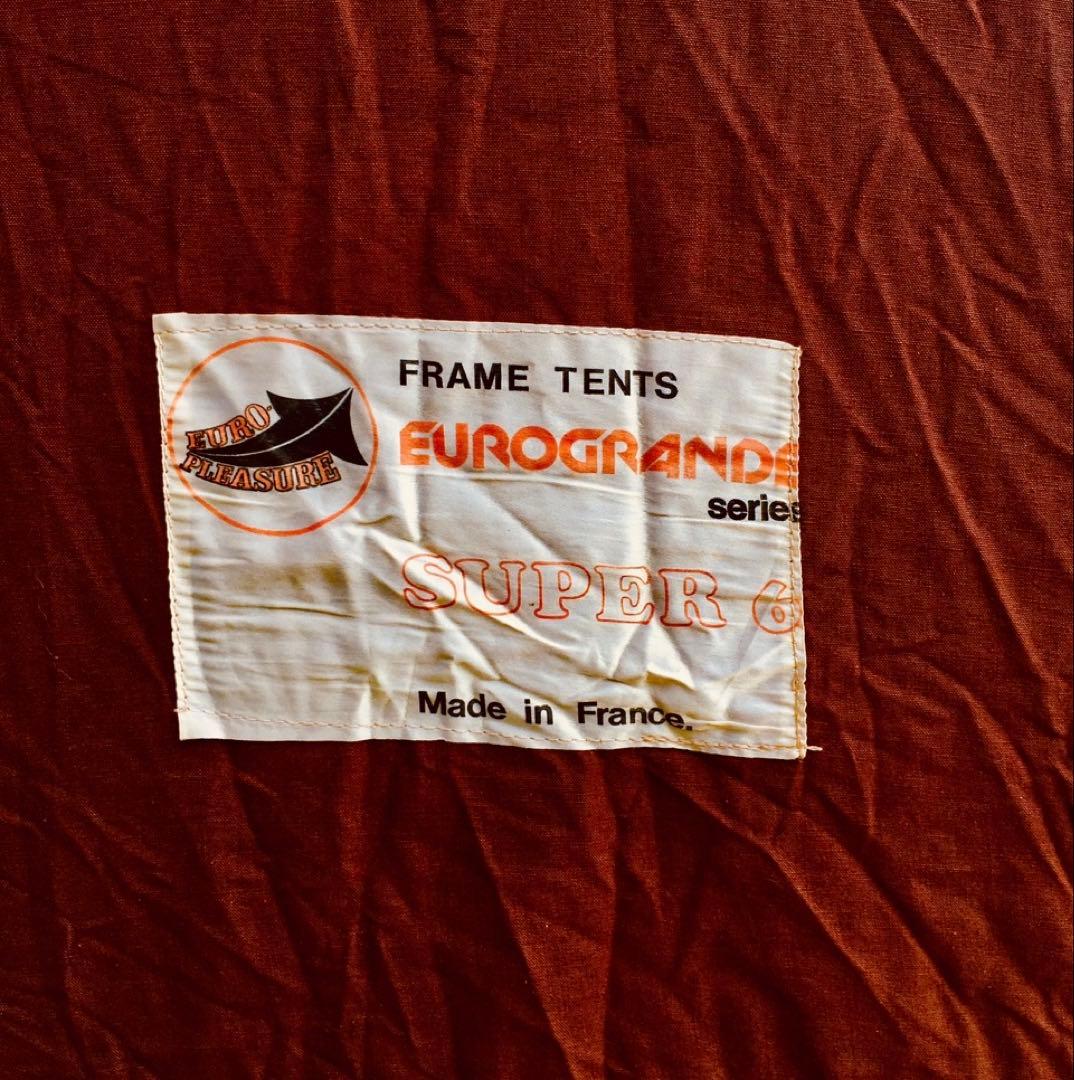 EURO
PLEASURE
FRAME TENTS
EUROGRANDE
series
SUPER 6
Made in France.